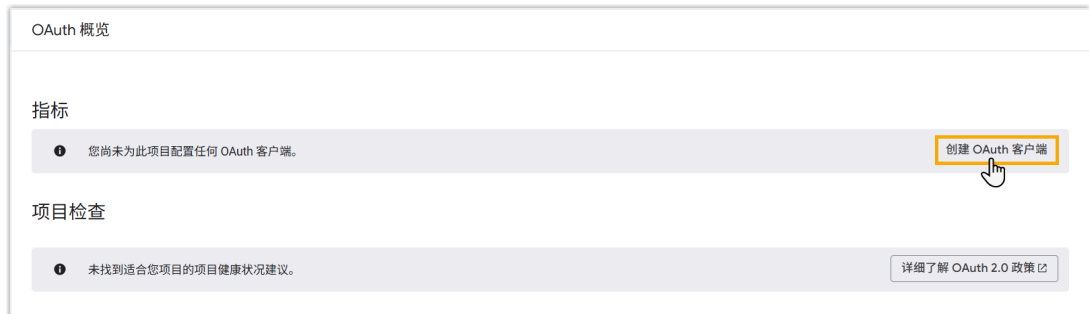 OAuth 概览
指标
您尚未为此项目配置任何 OAuth 客户端。
创建 OAuth 客户端
项目检查
未找到适合您项目的项目健康状况建议。
详细了解 OAuth 2.0 政策